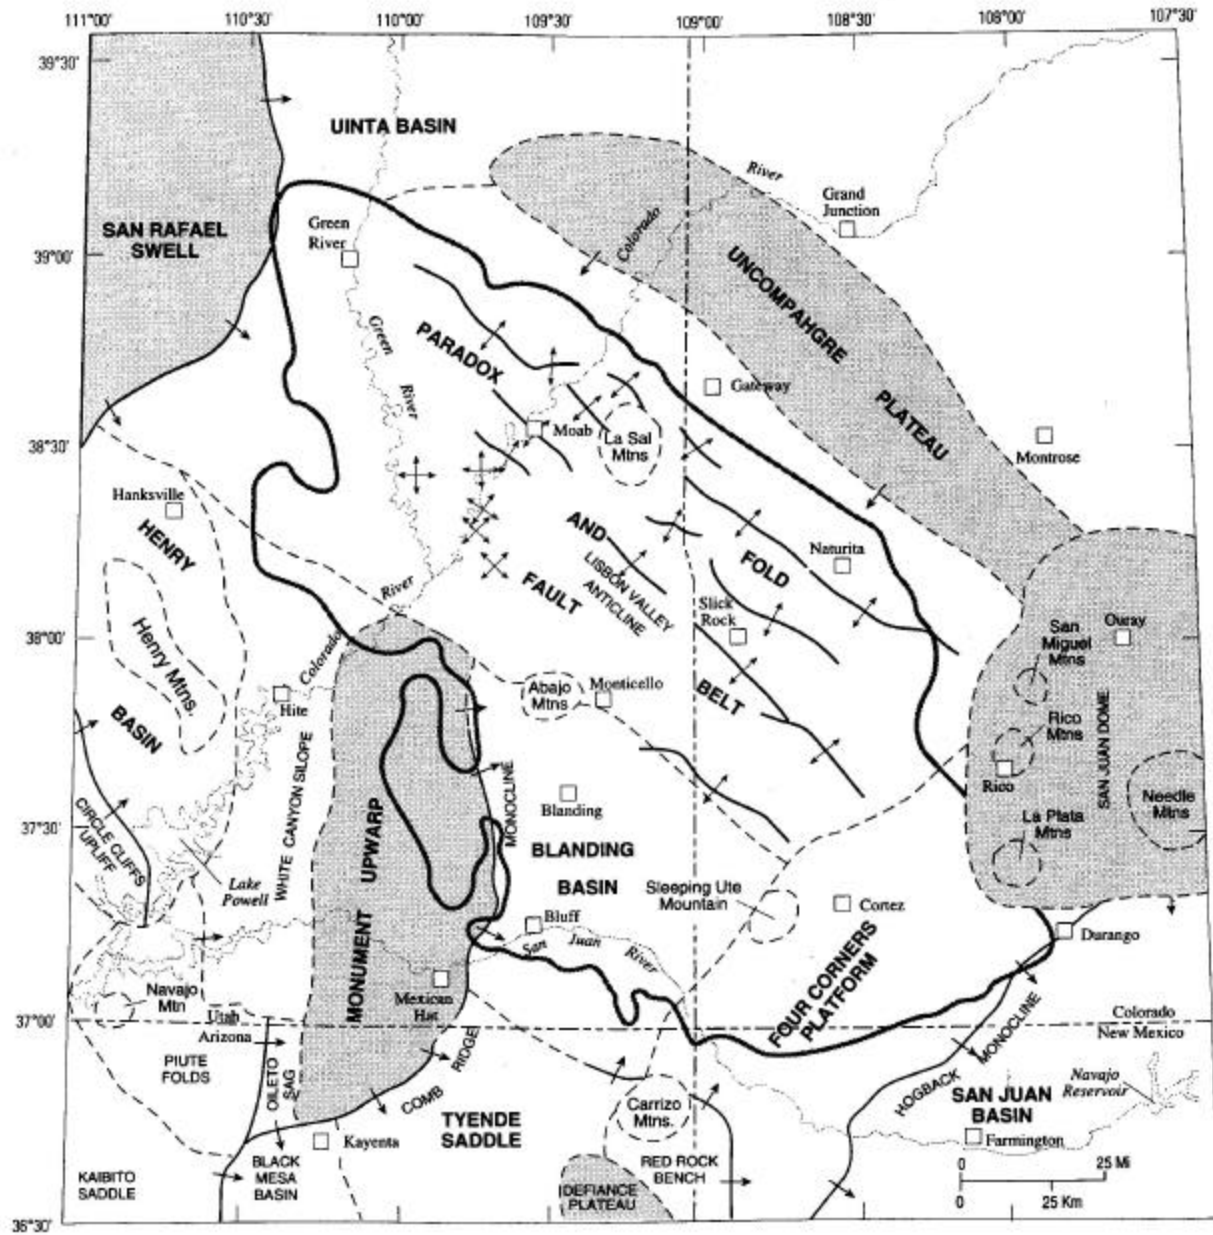 111°00'
110°30'
110°00'
109°30'
109°00'
108°30'
108°00'
107°30'
39°30'
39°00'
38°30'
38°00'
37°30'
37°00'
36°30'
UINTA BASIN
SAN RAFAEL
SWELL
Green
River
River
Grand
Junction
Colorado
UNCOMPAHGRE
PLATEAU
Green
River
PARADOX
Gateway
Moab
La Sal
Mtns
Montrose
Hanksville
HENRY
AND
FOLD
Naturita
LISBON VALLEY
ANTICLINE
FAULT
River
Colorado
Slick
Rock
San
Miguel
Mtns
Ouray
Henry Mtns.
Hite
Abajo
Mtns
Monticello
BELT
BASIN
Rico
Mtns
Rico
SAN JUAN DOME
Needle
Mtns
La Plata
Mtns
WHITE CANYON SILOPE
MONOCLINE
Blanding
CIRCLE CLIFFS
UPLIFF
UPWARP
BLANDING
BASIN
Lake
Powell
Sleeping Ute
Mountain
Cortez
MONUMENT
Bluff
San Juan River
FOUR CORNERS
PLATFORM
Durango
Navajo
Mtn
Mexican
Hat
Utah
Arizona
Colorado
New Mexico
PIUTE
FOLDS
OILETO
SAG
COMB RIDGE
HOGBACK MONOCLINE
Navajo
Reservoir
SAN JUAN
BASIN
Carrizo
Mtns.
TYENDE
SADDLE
Kayenta
Farmington
KAIBITO
SADDLE
BLACK
MESA
BASIN
DEFIANCE
PLATEAU
RED ROCK
BENCH
0 25 Mi
0 25 Km